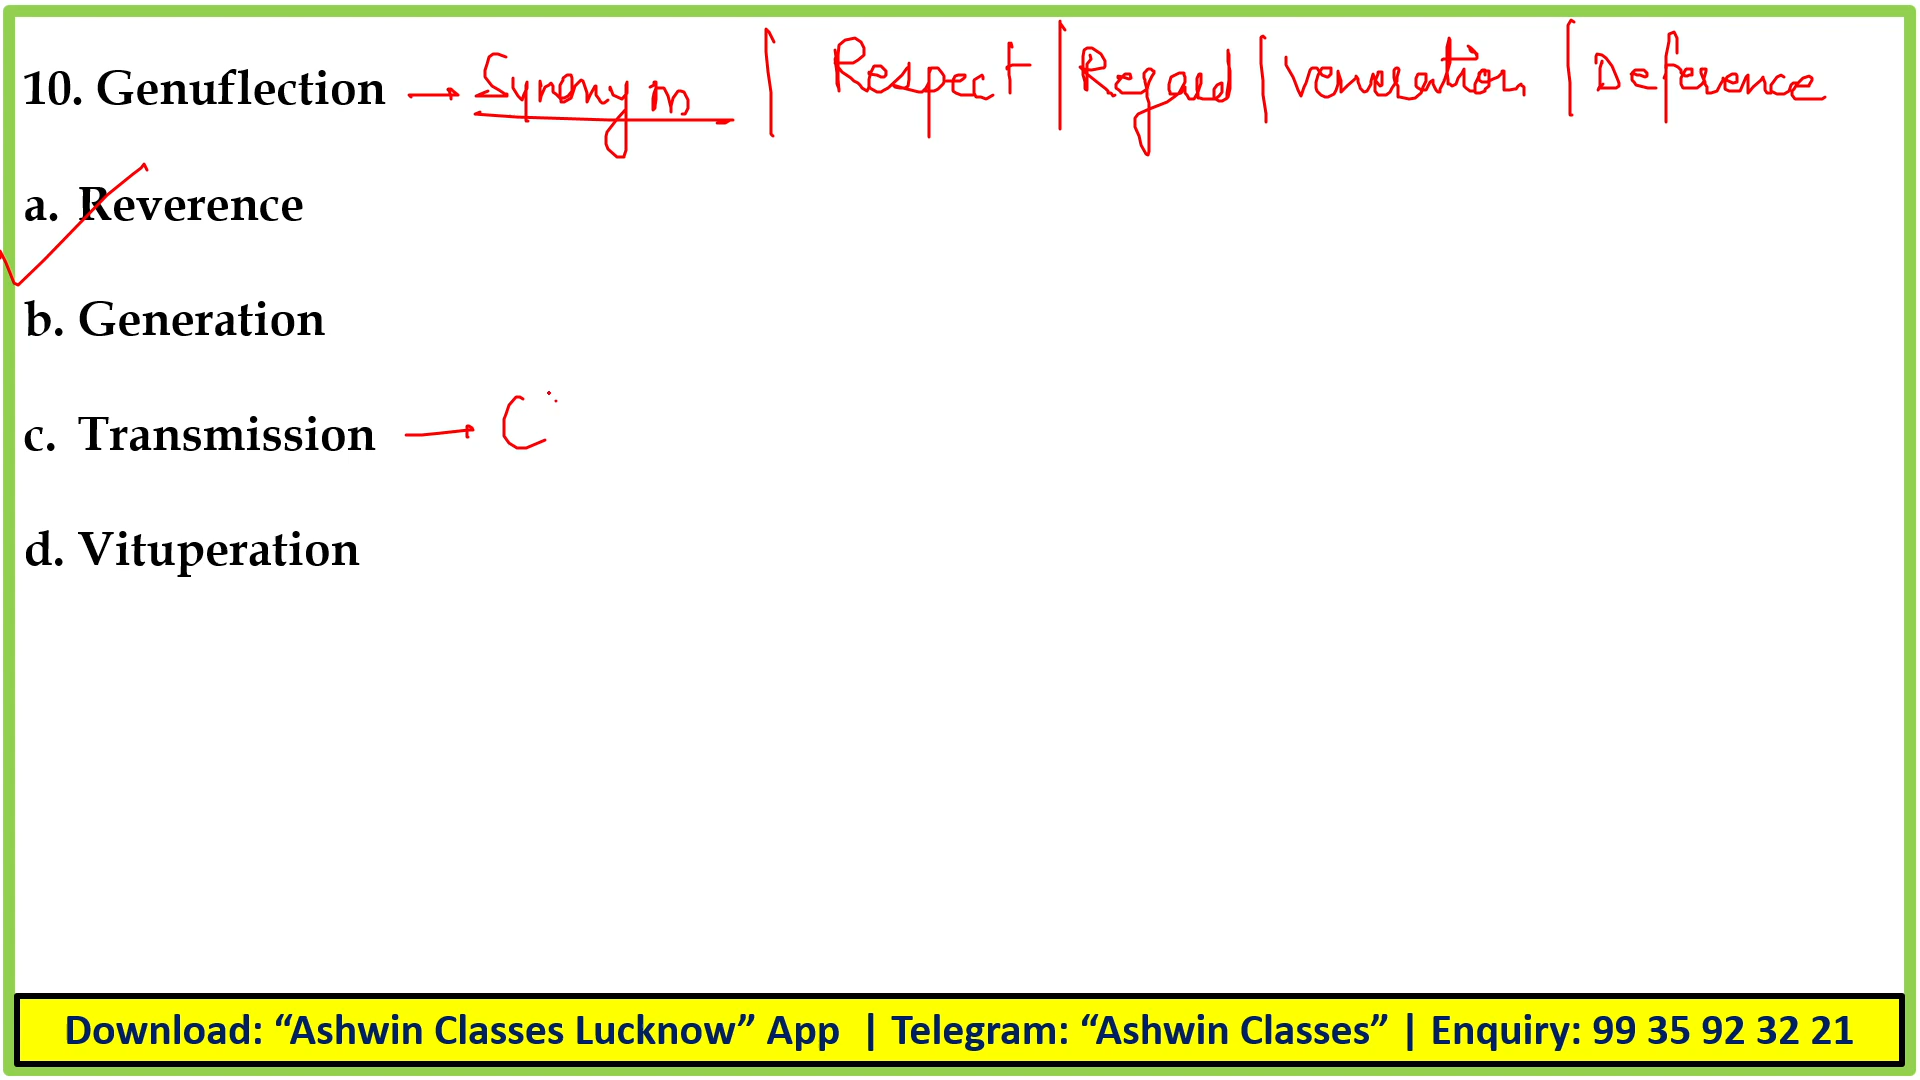 10. Genuflection → Synonym | Respect | Regard | Veneration | Deference
a. Reverence
b. Generation
c. Transmission → C
d. Vituperation
Download: “Ashwin Classes Lucknow” App | Telegram: “Ashwin Classes” | Enquiry: 99 35 92 32 21